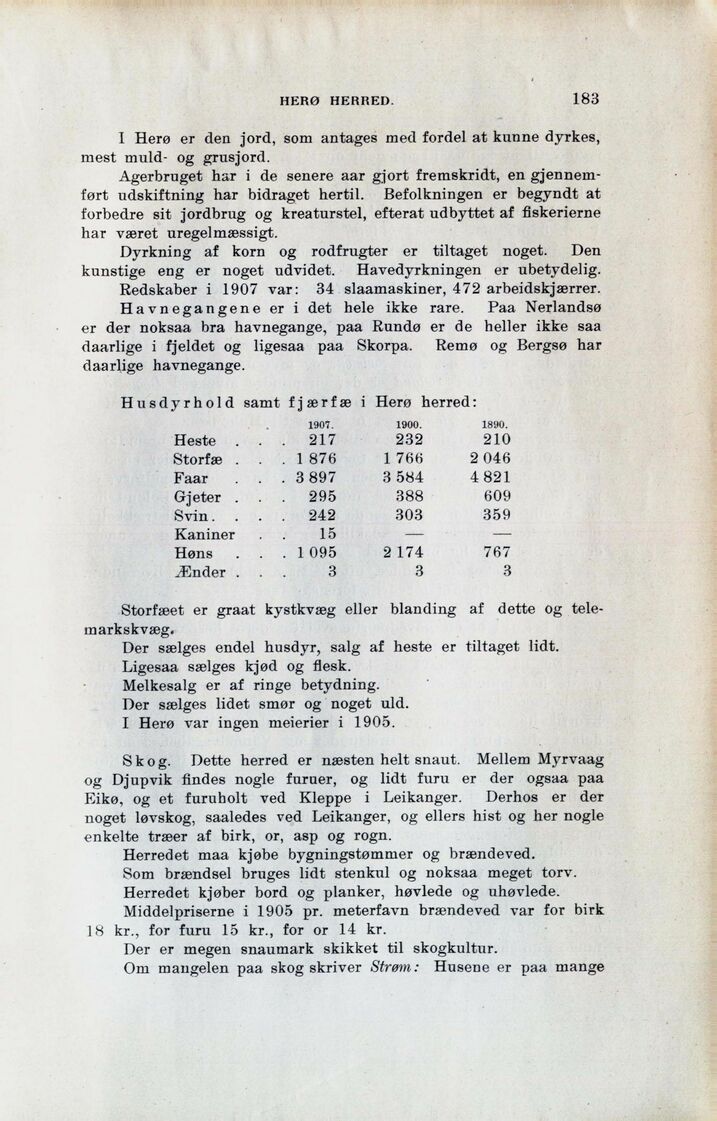 HERØ HERRED. 183
I Herø er den jord, som antages med fordel at kunne dyrkes,
mest muld- og grusjord.
Agerbruget har i de senere aar gjort fremskridt, en gjennem-
ført udskiftning har bidraget hertil. Befolkningen er begyndt at
forbedre sit jordbrug og kreaturstel, efterat udbyttet af fiskerierne
har været uregelmæssigt.
Dyrkning af korn og rodfrugter er tiltaget noget. Den
kunstige eng er noget udvidet. Havedyrkningen er ubetydelig.
Redskaber i 1907 var: 34 slaamaskiner, 472 arbeidskjærrer.
Havnegangene er i det hele ikke rare. Paa Nerlandsø
er der noksaa bra havnegange, paa Rundø er de heller ikke saa
daarlige i fjeldet og ligesaa paa Skorpa. Remø og Bergsø har
daarlige havnegange.
Husdyrhold samt fjærfæ i Herø herred:
1907. 1900. 1890.
Heste . . . 217 232 210
Storfæ . . . 1 876 1 766 2 046
Faar . . . 3 897 3 584 4 821
Gjeter . . . 295 388 609
Svin. . . . 242 303 359
Kaniner . . 15 — —
Høns . . . 1 095 2 174 767
Ænder . . . 3 3 3
Storfæet er graat kystkvæg eller blanding af dette og tele-
markskvæg.
Der sælges endel husdyr, salg af heste er tiltaget lidt.
Ligesaa sælges kjød og flesk.
Melkesalg er af ringe betydning.
Der sælges lidet smør og noget uld.
I Herø var ingen meierier i 1905.
Skog. Dette herred er næsten helt snaut. Mellem Myrvaag
og Djupvik findes nogle furuer, og lidt furu er der ogsaa paa
Eikø, og et furuholt ved Kleppe i Leikanger. Derhos er der
noget løvskog, saaledes ved Leikanger, og ellers hist og her nogle
enkelte træer af birk, or, asp og rogn.
Herredet maa kjøbe bygningstømmer og brændeved.
Som brændsel bruges lidt stenkul og noksaa meget torv.
Herredet kjøber bord og planker, høvlede og uhøvlede.
Middelpriserne i 1905 pr. meterfavn brændeved var for birk
18 kr., for furu 15 kr., for or 14 kr.
Der er megen snaumark skikket til skogkultur.
Om mangelen paa skog skriver Strøm: Husene er paa mange